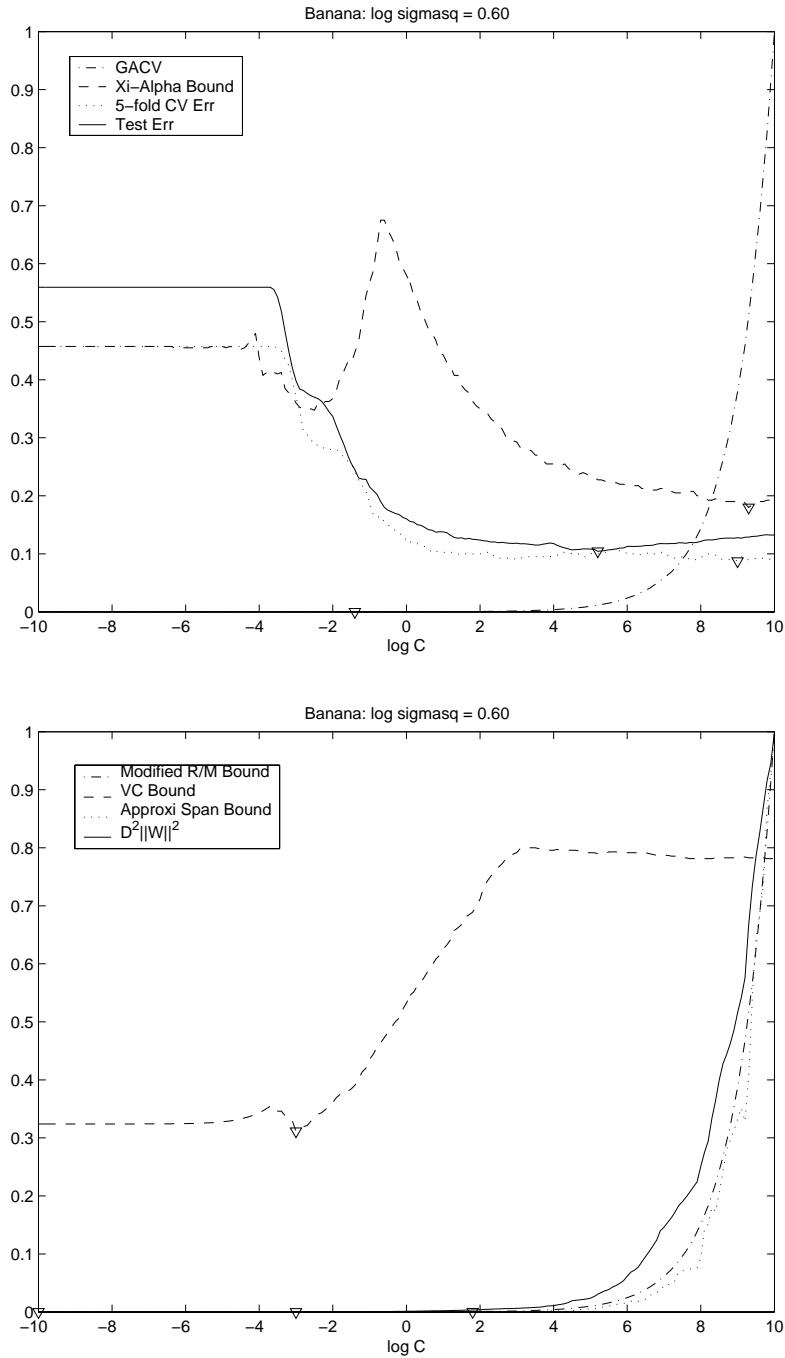 Banana: log sigmasq = 0.60
1
0.9
0.8
0.7
0.6
0.5
0.4
0.3
0.2
0.1
0
GACV
Xi−Alpha Bound
5−fold CV Err
Test Err
−10 −8 −6 −4 −2 0 2 4 6 8 10
log C
Banana: log sigmasq = 0.60
1
0.9
0.8
0.7
0.6
0.5
0.4
0.3
0.2
0.1
0
Modified R/M Bound
VC Bound
Approxi Span Bound
D²||W||²
−10 −8 −6 −4 −2 0 2 4 6 8 10
log C